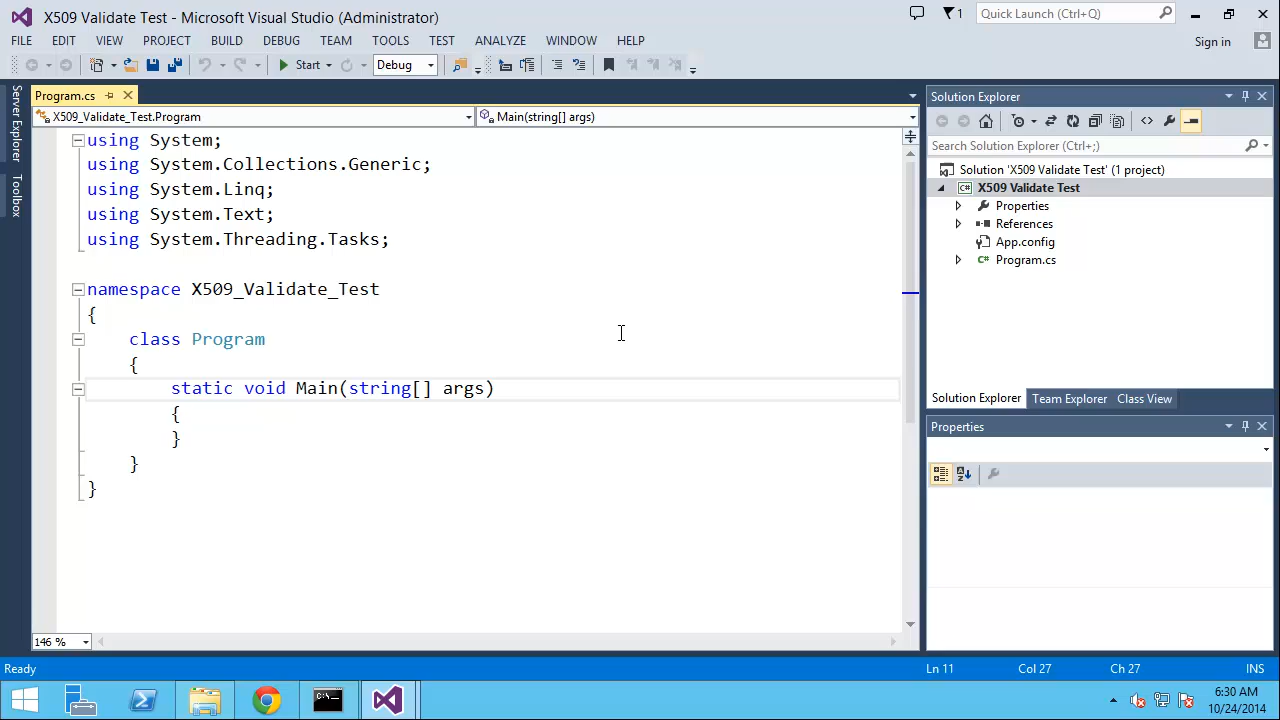 X509 Validate Test - Microsoft Visual Studio (Administrator)
1
Quick Launch (Ctrl+Q)
FILE EDIT VIEW PROJECT BUILD DEBUG TEAM TOOLS TEST ANALYZE WINDOW HELP
Sign in
Start
Debug
Server Explorer
Toolbox
Program.cs
X509_Validate_Test.Program
Main(string[] args)
using System;
using System.Collections.Generic;
using System.Linq;
using System.Text;
using System.Threading.Tasks;
namespace X509_Validate_Test
{
class Program
{
static void Main(string[] args)
{
}
}
}
146 %
Solution Explorer
Search Solution Explorer (Ctrl+;)
Solution 'X509 Validate Test' (1 project)
C# X509 Validate Test
Properties
References
App.config
C# Program.cs
Solution Explorer Team Explorer Class View
Properties
Ready
Ln 11
Col 27
Ch 27
INS
C:\
6:30 AM
10/24/2014